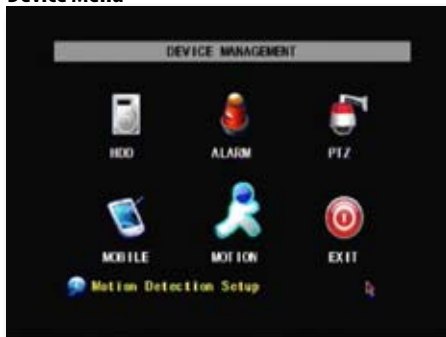 Device Menu
DEVICE MANAGEMENT
HDD ALARM PTZ
MOBILE MOTION EXIT
Motion Detection Setup